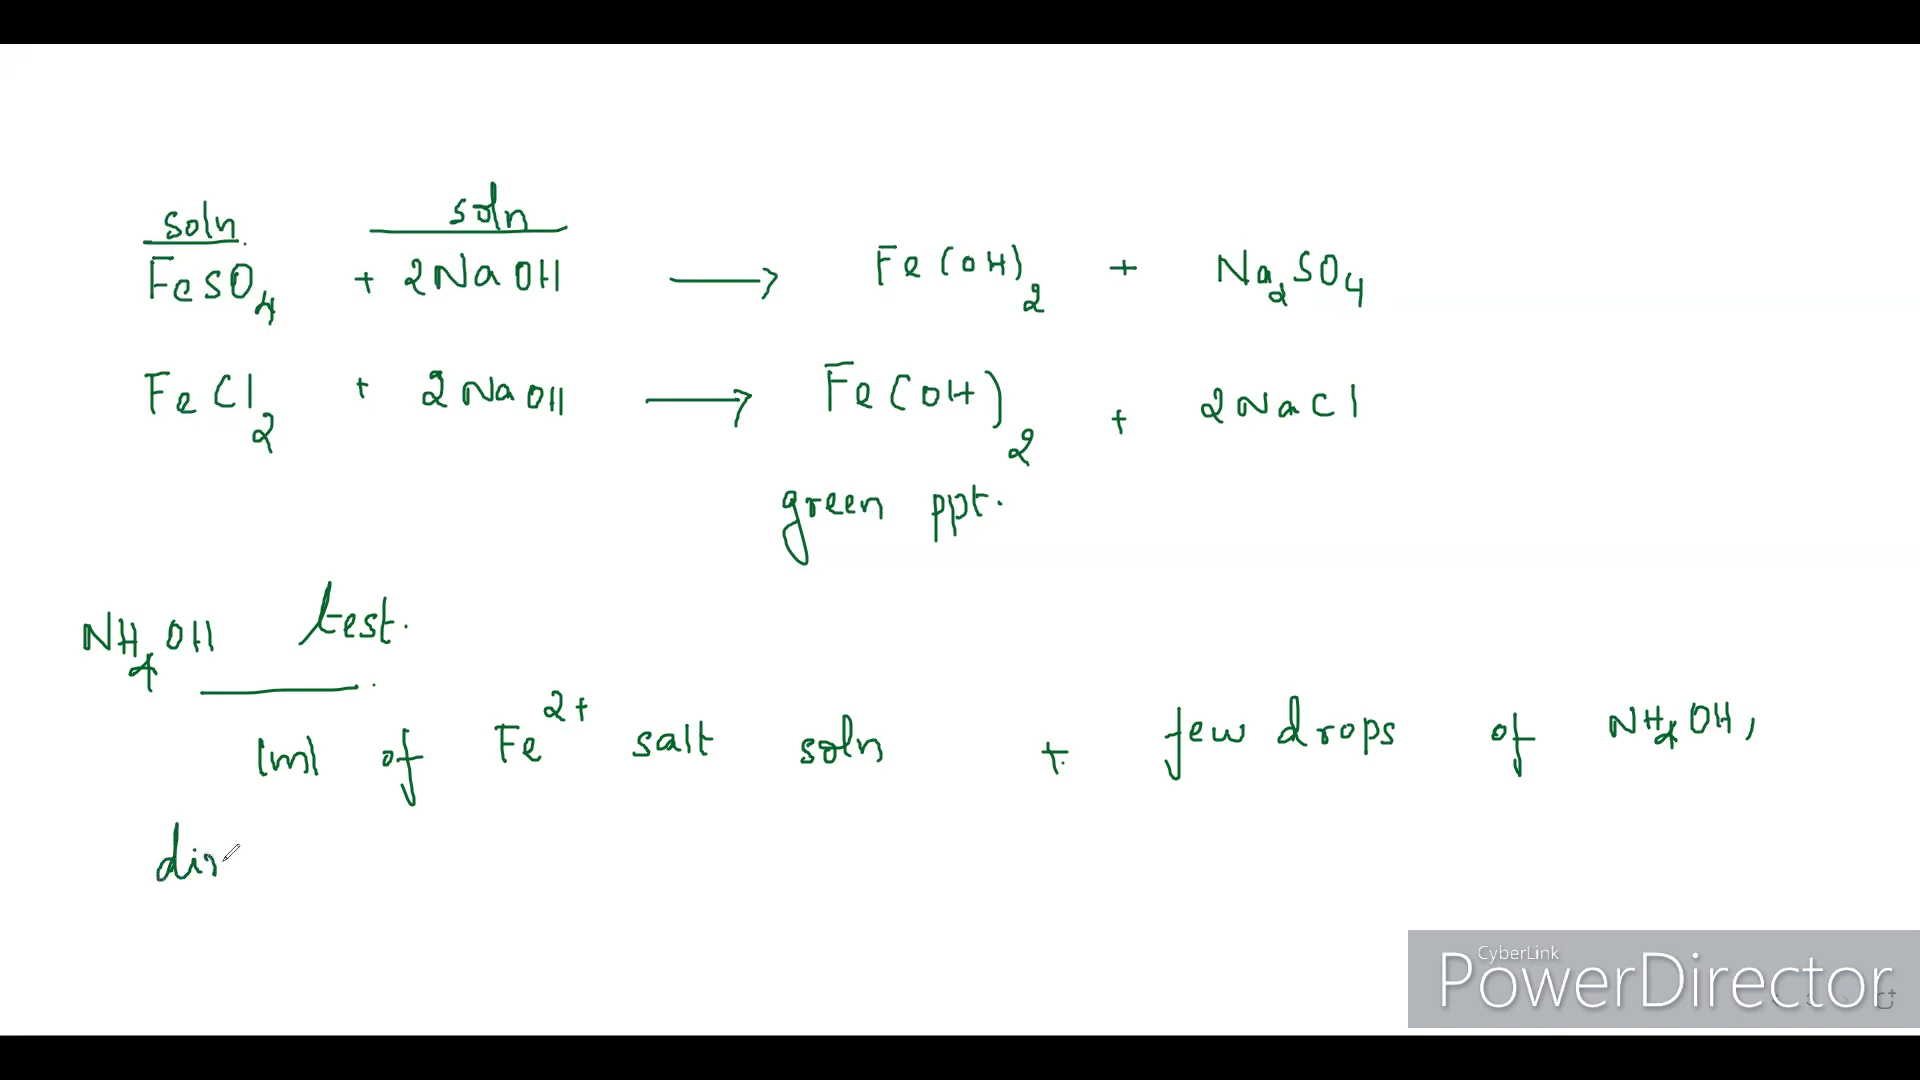 soln soln
FeSO₄ + 2NaOH → Fe(OH)₂ + Na₂SO₄
FeCl₂ + 2NaOH → Fe(OH)₂ + 2NaCl
green ppt.
NH₄OH test.
1ml of Fe²⁺ salt soln + few drops of NH₄OH,
CyberLink
PowerDirector